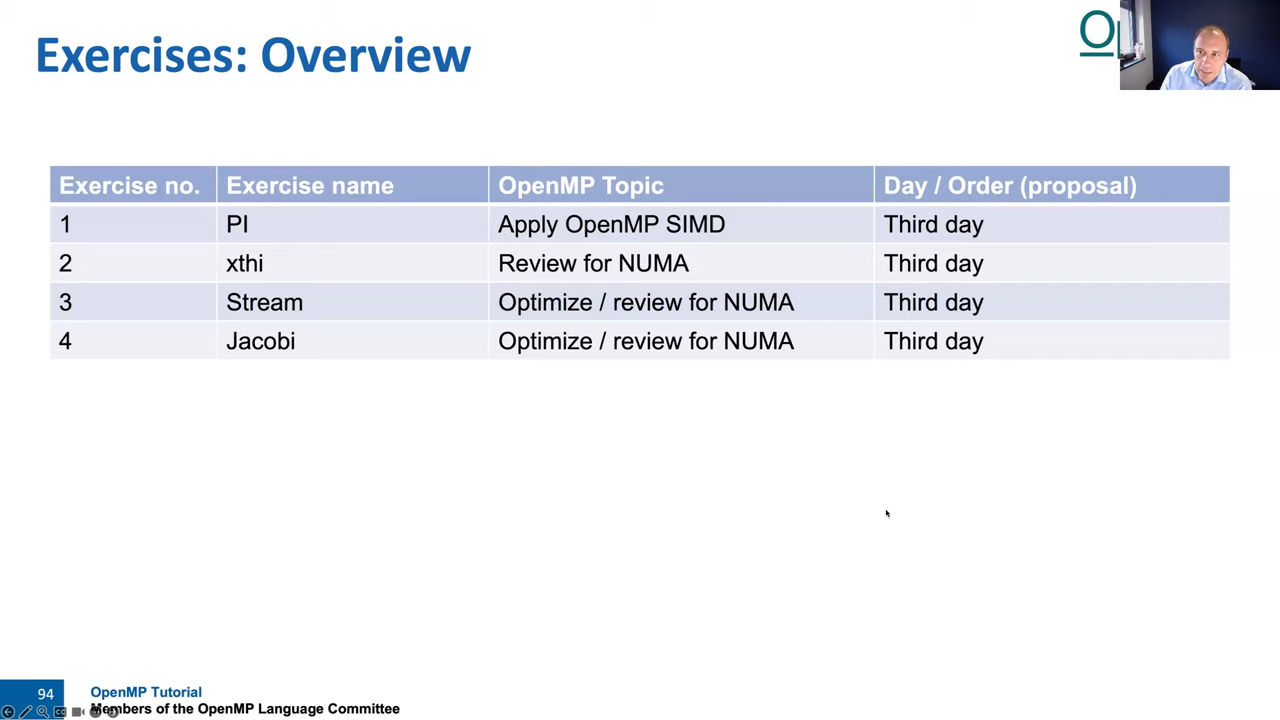 Exercises: Overview
Exercise no. Exercise name OpenMP Topic Day / Order (proposal)
1 PI Apply OpenMP SIMD Third day
2 xthi Review for NUMA Third day
3 Stream Optimize / review for NUMA Third day
4 Jacobi Optimize / review for NUMA Third day
94
OpenMP Tutorial
Members of the OpenMP Language Committee